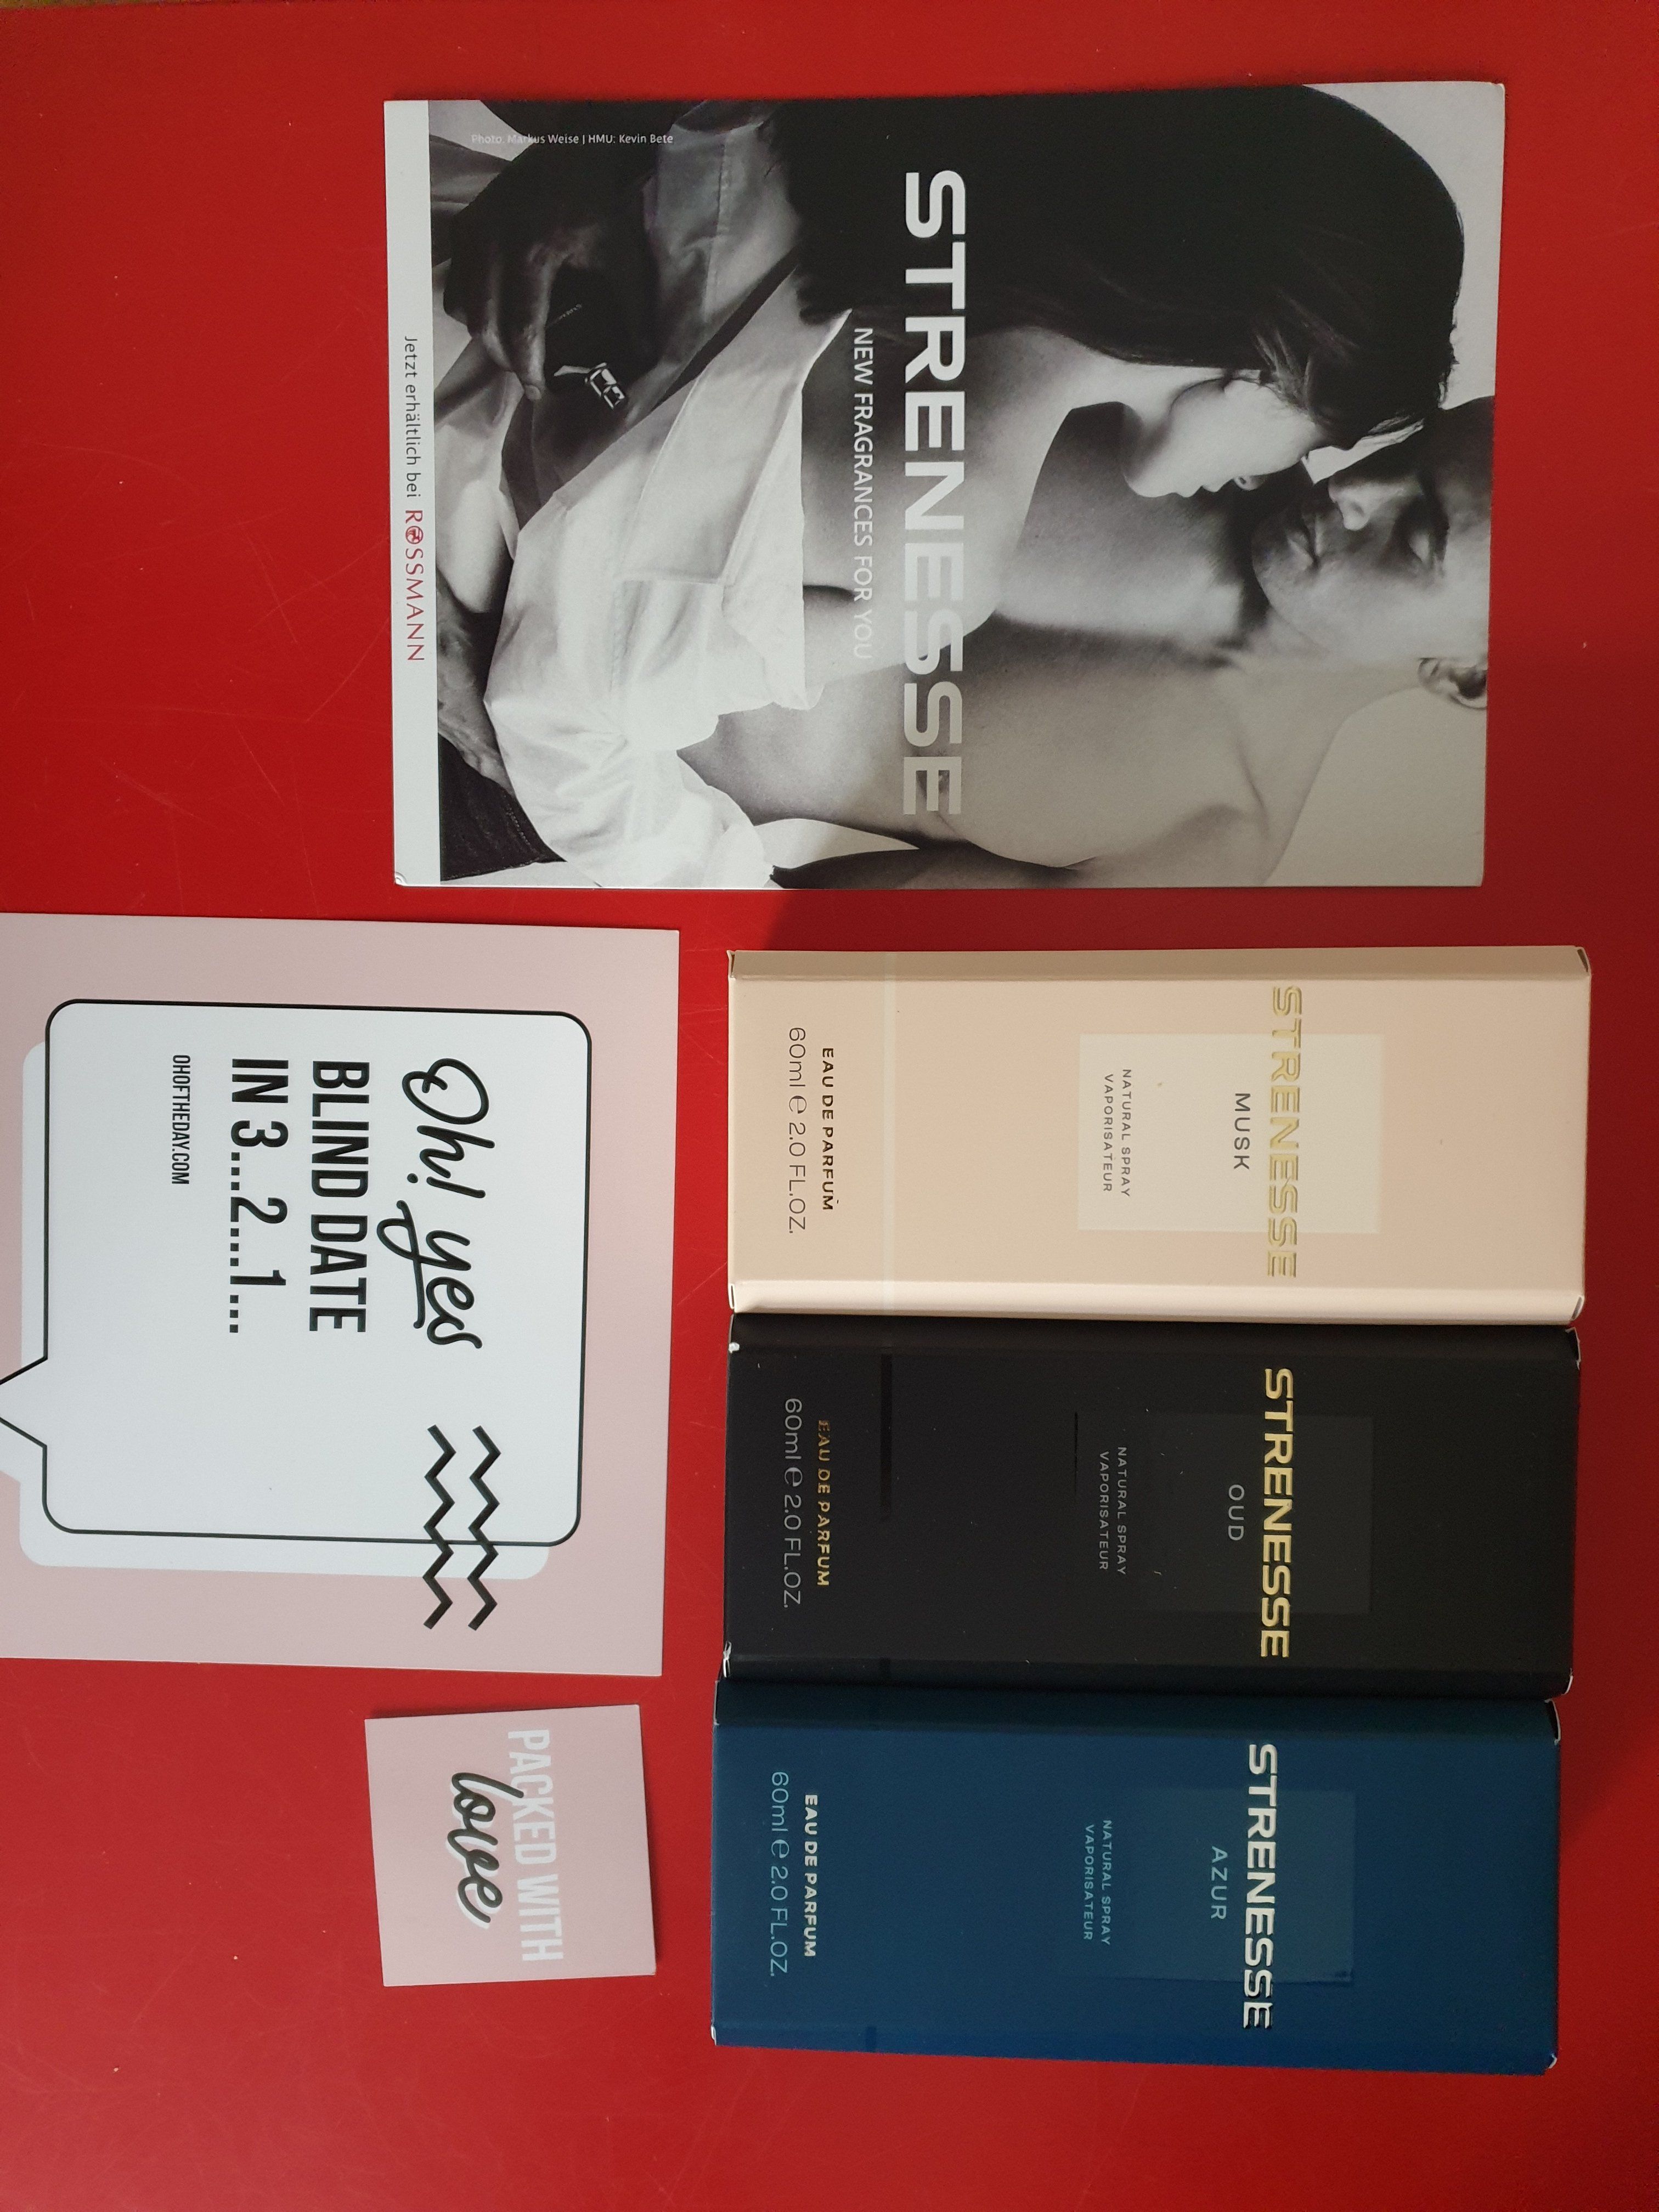 STRENESSE
NEW FRAGRANCES FOR YOU
Photo: Markus Weise | HMU: Kevin Bete
Jetzt erhältlich bei ROSSMANN
STRENESSE
MUSK
NATURAL SPRAY
VAPORISATEUR
EAU DE PARFUM
60ml e 2.0 FL.OZ.
STRENESSE
OUD
NATURAL SPRAY
VAPORISATEUR
EAU DE PARFUM
60ml e 2.0 FL.OZ.
STRENESSE
AZUR
NATURAL SPRAY
VAPORISATEUR
EAU DE PARFUM
60ml e 2.0 FL.OZ.
Oh! yes
BLIND DATE
IN 3...2...1...
OHOFTHEDAY.COM
PACKED WITH
love